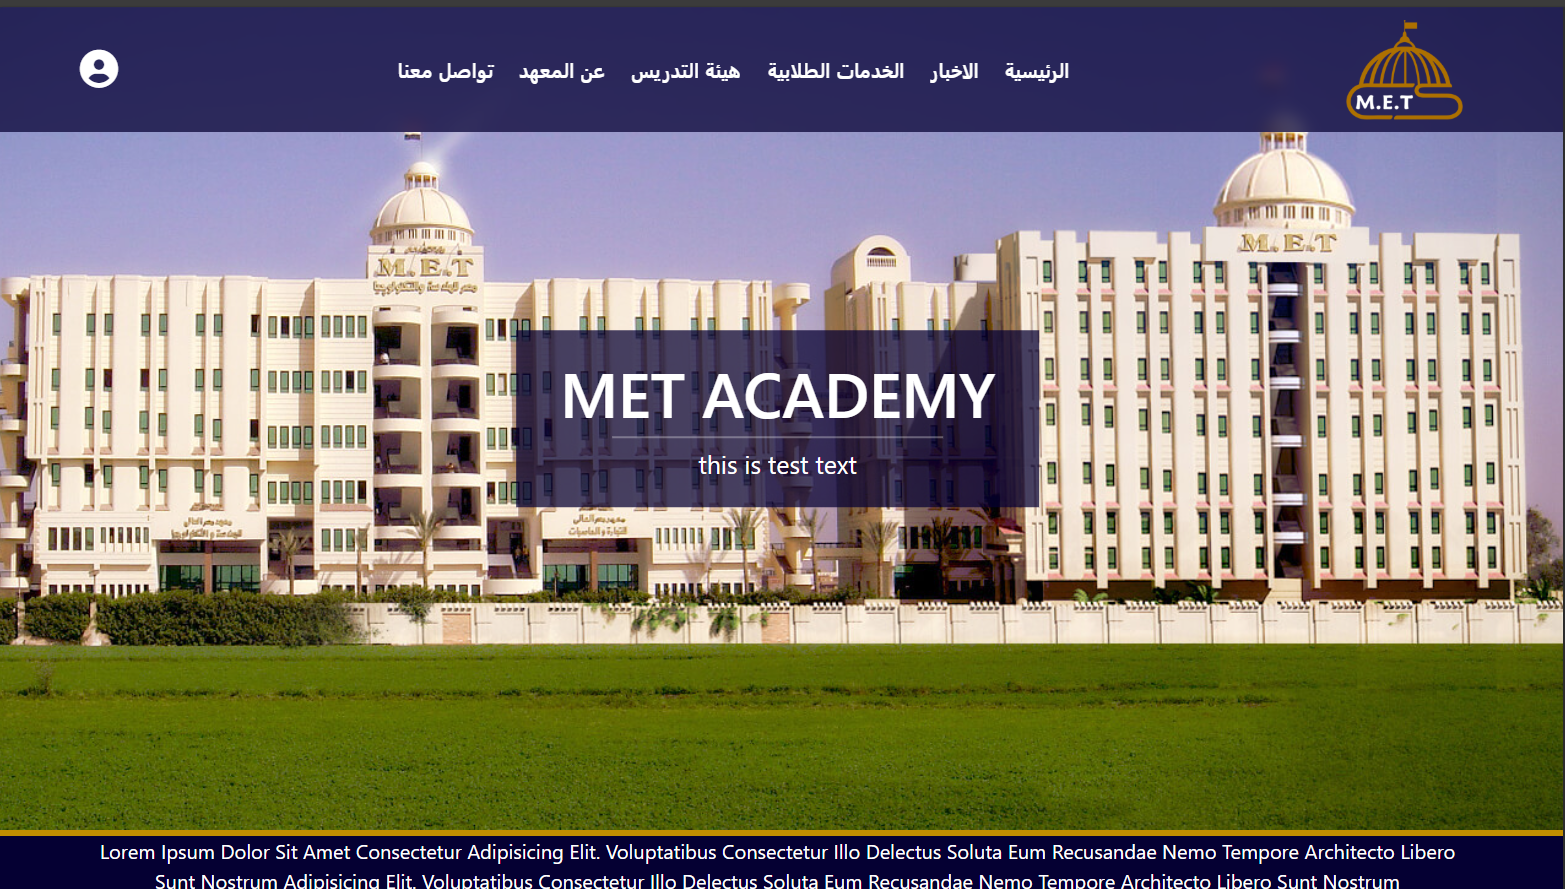 M.E.T
الرئيسية الاخبار الخدمات الطلابية هيئة التدريس عن المعهد تواصل معنا
M.E.T
M.E.T
MET ACADEMY
this is test text
Lorem Ipsum Dolor Sit Amet Consectetur Adipisicing Elit. Voluptatibus Consectetur Illo Delectus Soluta Eum Recusandae Nemo Tempore Architecto Libero
Sunt Nostrum Adipisicing Elit. Voluptatibus Consectetur Illo Delectus Soluta Eum Recusandae Nemo Tempore Architecto Libero Sunt Nostrum